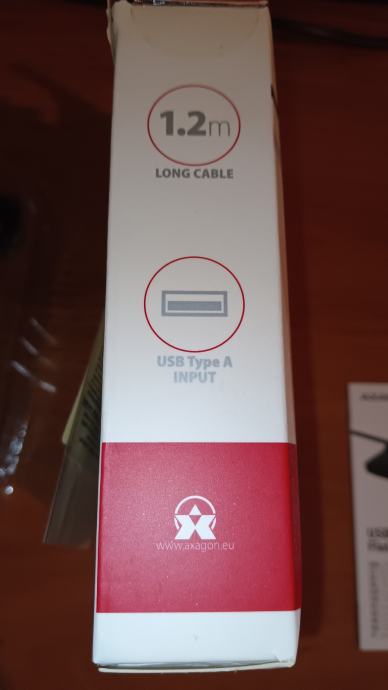 1.2m
LONG CABLE
USB Type A
INPUT
www.axagon.eu